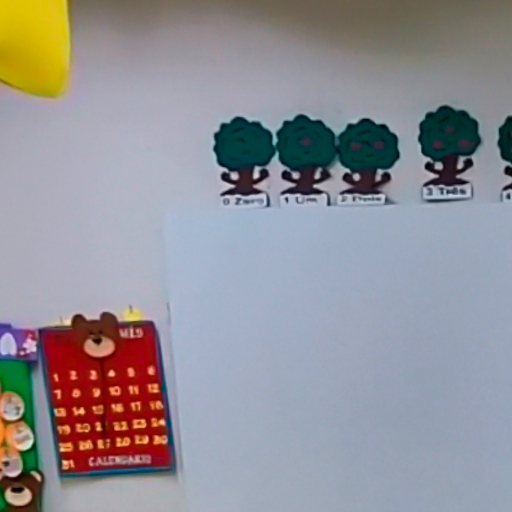 0 Zero
1 Um
2 Dois
3 Três
4
MÊS
1 2 3 4 5 6
7 8 9 10 11 12
13 14 15 16 17 18
19 20 21 22 23 24
25 26 27 28 29 30
31
CALENDÁRIO